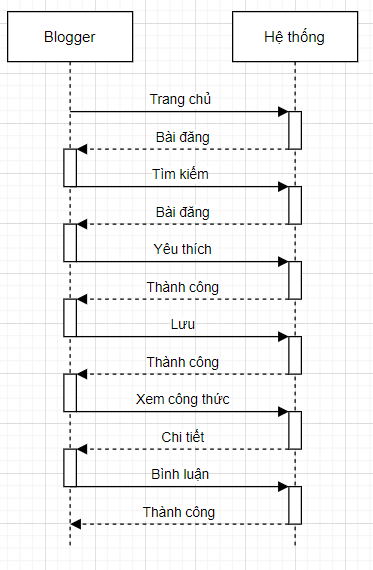 Blogger
Hệ thống
Trang chủ
Bài đăng
Tìm kiếm
Bài đăng
Yêu thích
Thành công
Lưu
Thành công
Xem công thức
Chi tiết
Bình luận
Thành công